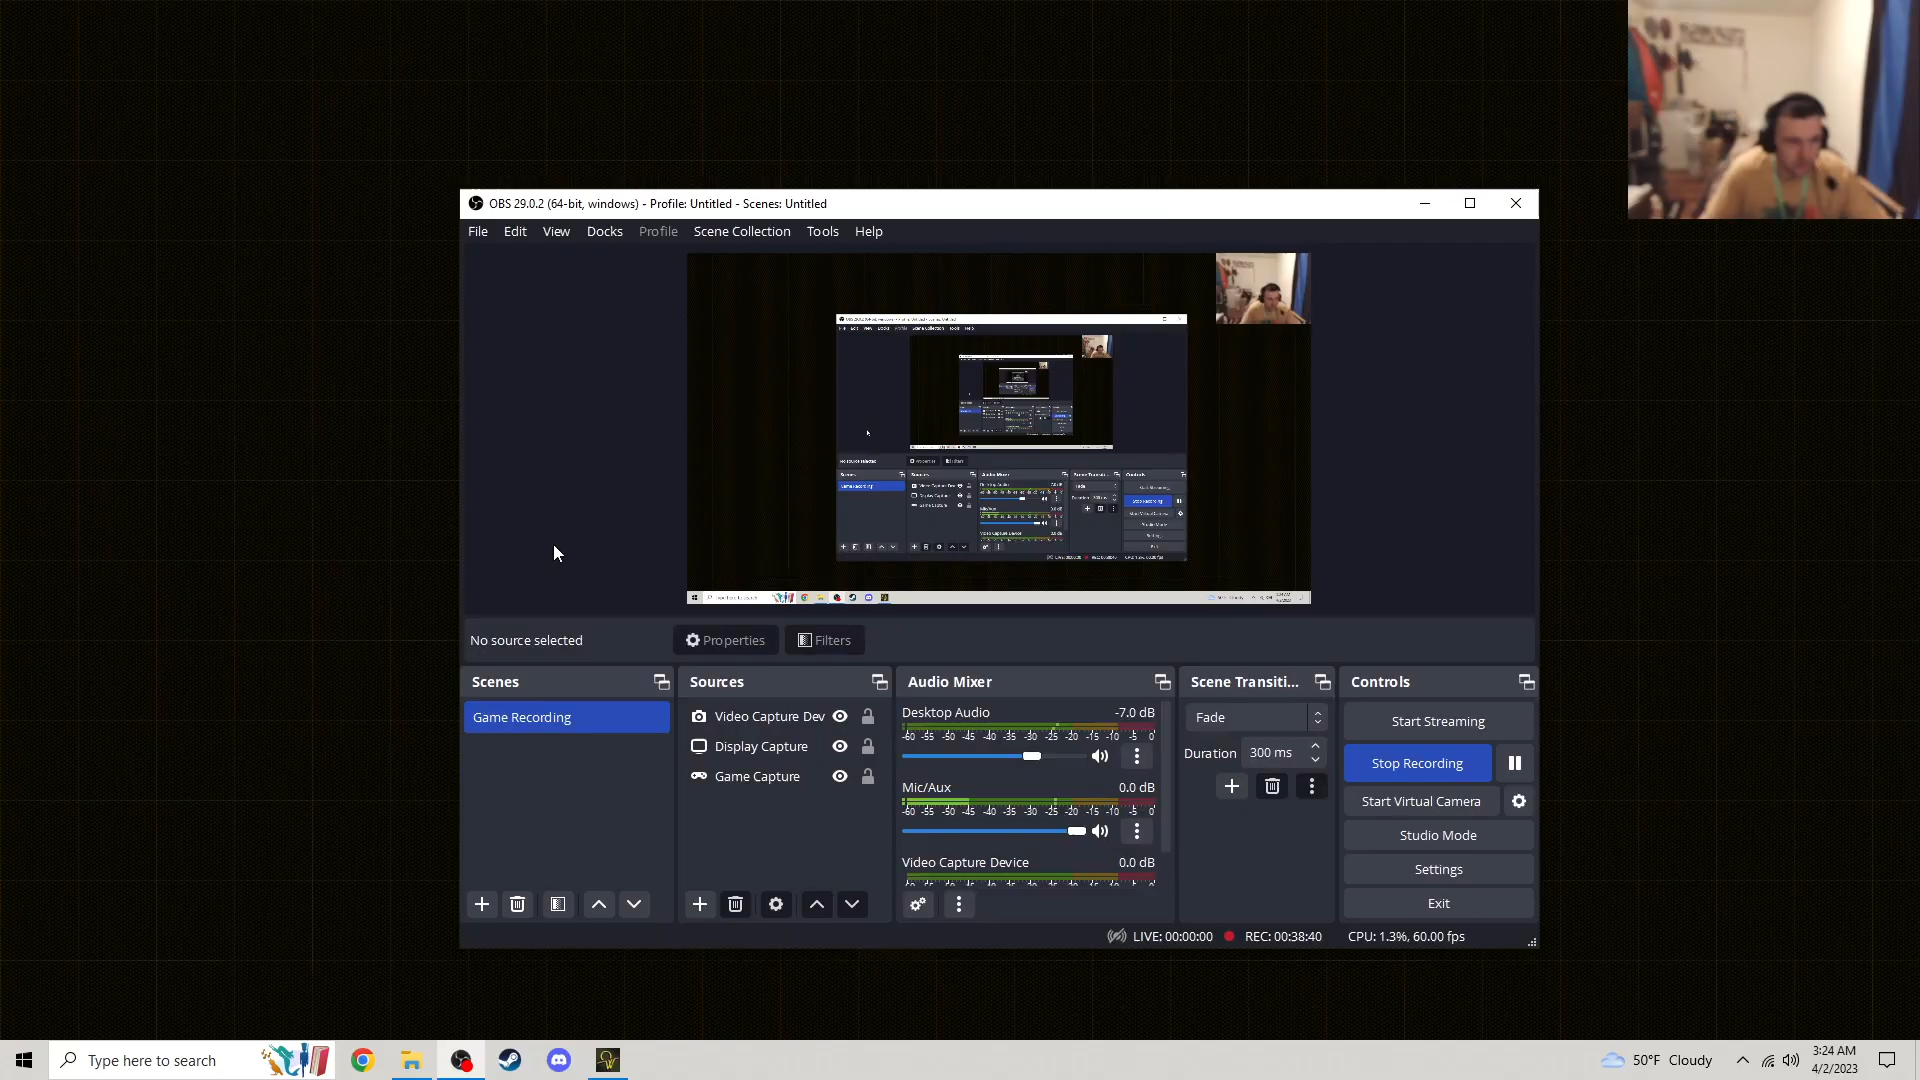 OBS 29.0.2 (64-bit, windows) - Profile: Untitled - Scenes: Untitled
File Edit View Docks Profile Scene Collection Tools Help
No source selected Properties Filters
Scenes Sources Audio Mixer Scene Transiti... Controls
Game Recording
Video Capture Dev
Display Capture
Game Capture
Desktop Audio -7.0 dB
-60 -55 -50 -45 -40 -35 -30 -25 -20 -15 -10 -5 0
Mic/Aux 0.0 dB
-60 -55 -50 -45 -40 -35 -30 -25 -20 -15 -10 -5 0
Video Capture Device 0.0 dB
Fade
Duration 300 ms
Start Streaming
Stop Recording
Start Virtual Camera
Studio Mode
Settings
Exit
LIVE: 00:00:00 REC: 00:38:40 CPU: 1.3%, 60.00 fps
Type here to search
50°F Cloudy
3:24 AM
4/2/2023